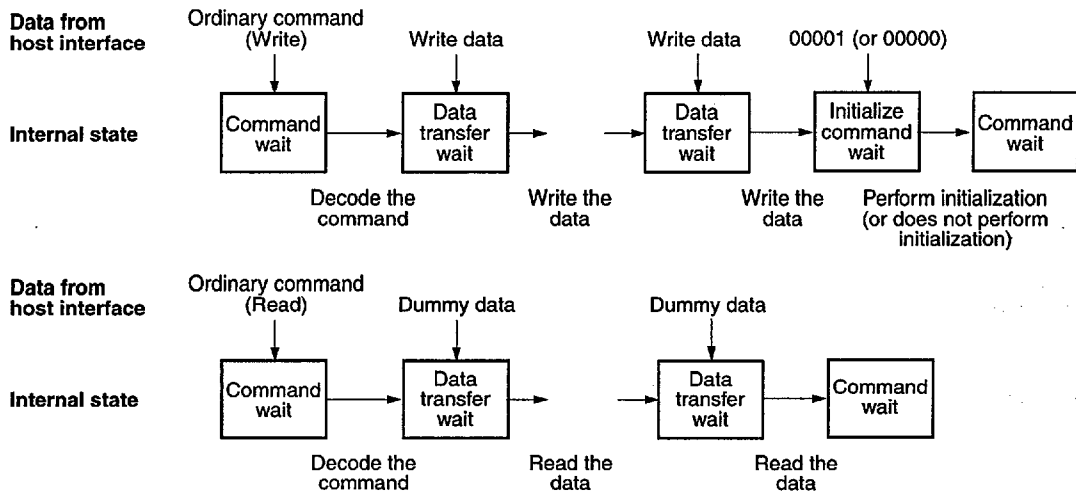 Data from
host interface
Ordinary command
(Write)
Write data
Write data
00001 (or 00000)
Internal state
Command
wait
Data
transfer
wait
Data
transfer
wait
Initialize
command
wait
Command
wait
Decode the
command
Write the
data
Write the
data
Perform initialization
(or does not perform
initialization)
Data from
host interface
Ordinary command
(Read)
Dummy data
Dummy data
Internal state
Command
wait
Data
transfer
wait
Data
transfer
wait
Command
wait
Decode the
command
Read the
data
Read the
data